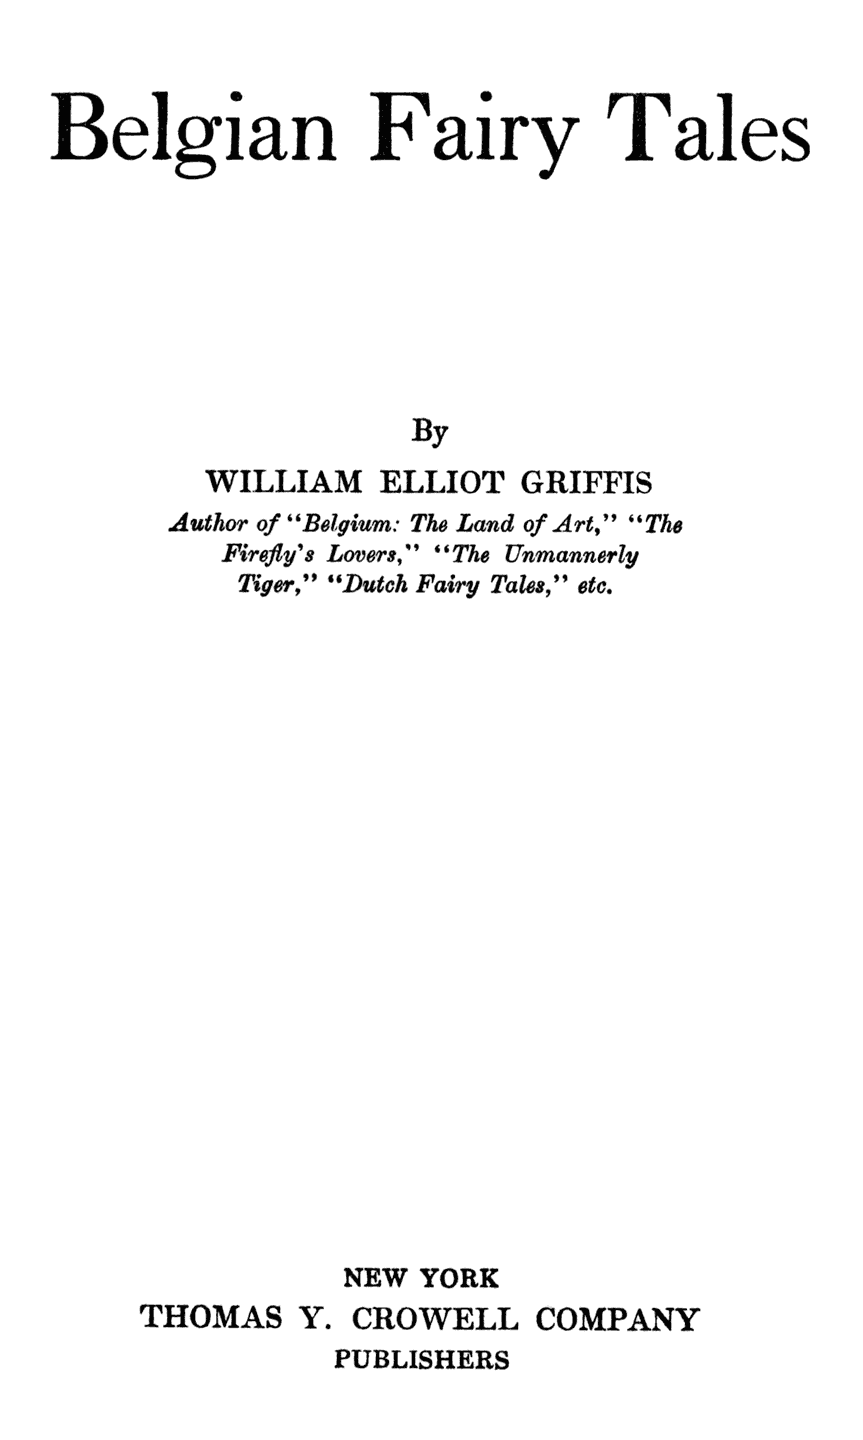 Belgian Fairy Tales
By
WILLIAM ELLIOT GRIFFIS
Author of “Belgium: The Land of Art,” “The
Firefly's Lovers,” “The Unmannerly
Tiger,” “Dutch Fairy Tales,” etc.
NEW YORK
THOMAS Y. CROWELL COMPANY
PUBLISHERS